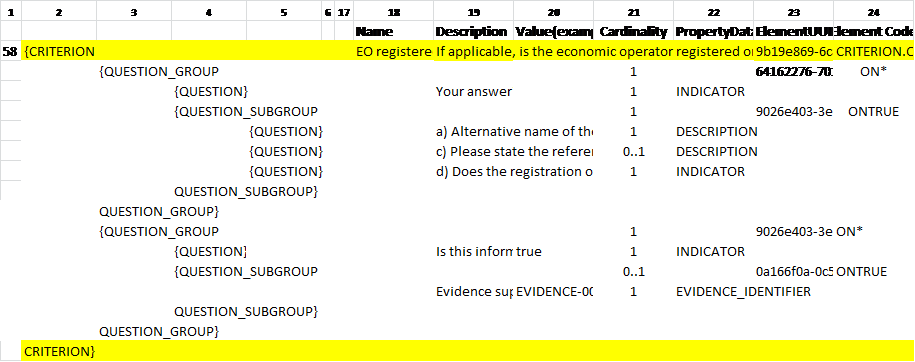 1 2 3 4 5 6 17 18 19 20 21 22 23 24
Name Description Value(exam Cardinality PropertyDat ElementUUI Element Code
58 {CRITERION EO registere If applicable, is the economic operator registered or 9b19e869-6c CRITERION.C
{QUESTION_GROUP 1 64162276-70 ON*
{QUESTION} Your answer 1 INDICATOR
{QUESTION_SUBGROUP 1 9026e403-3e ONTRUE
{QUESTION} a) Alternative name of the 1 DESCRIPTION
{QUESTION} c) Please state the referen 0..1 DESCRIPTION
{QUESTION} d) Does the registration o 1 INDICATOR
QUESTION_SUBGROUP}
QUESTION_GROUP}
{QUESTION_GROUP 1 9026e403-3e ON*
{QUESTION} Is this inform true 1 INDICATOR
{QUESTION_SUBGROUP 0..1 0a166f0a-0c5 ONTRUE
Evidence sup EVIDENCE-00 1 EVIDENCE_IDENTIFIER
QUESTION_SUBGROUP}
QUESTION_GROUP}
CRITERION}